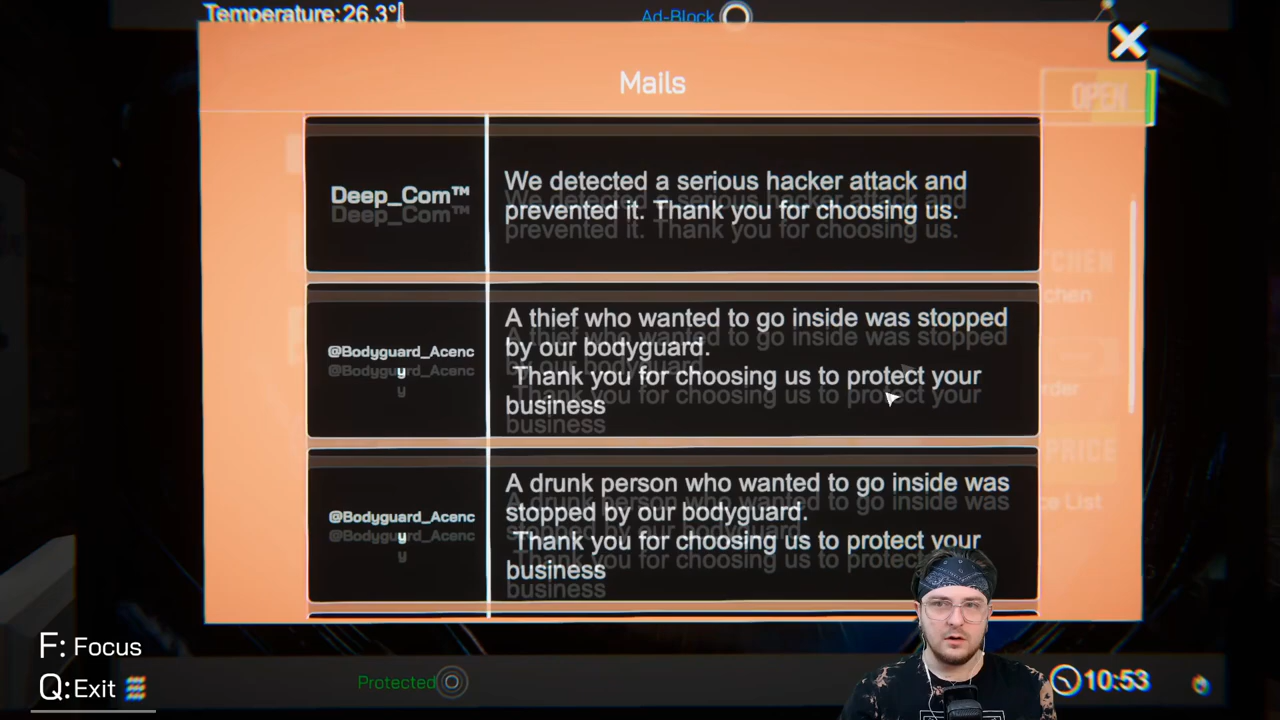 Temperature: 26.3°
Ad-Block
Mails
OPEN
Deep_Com™
We detected a serious hacker attack and
prevented it. Thank you for choosing us.
@Bodyguard_Acenc
y
A thief who wanted to go inside was stopped
by our bodyguard.
Thank you for choosing us to protect your
business
@Bodyguard_Acenc
y
A drunk person who wanted to go inside was
stopped by our bodyguard.
Thank you for choosing us to protect your
business
PRICE
F: Focus
Q: Exit
Protected
10:53